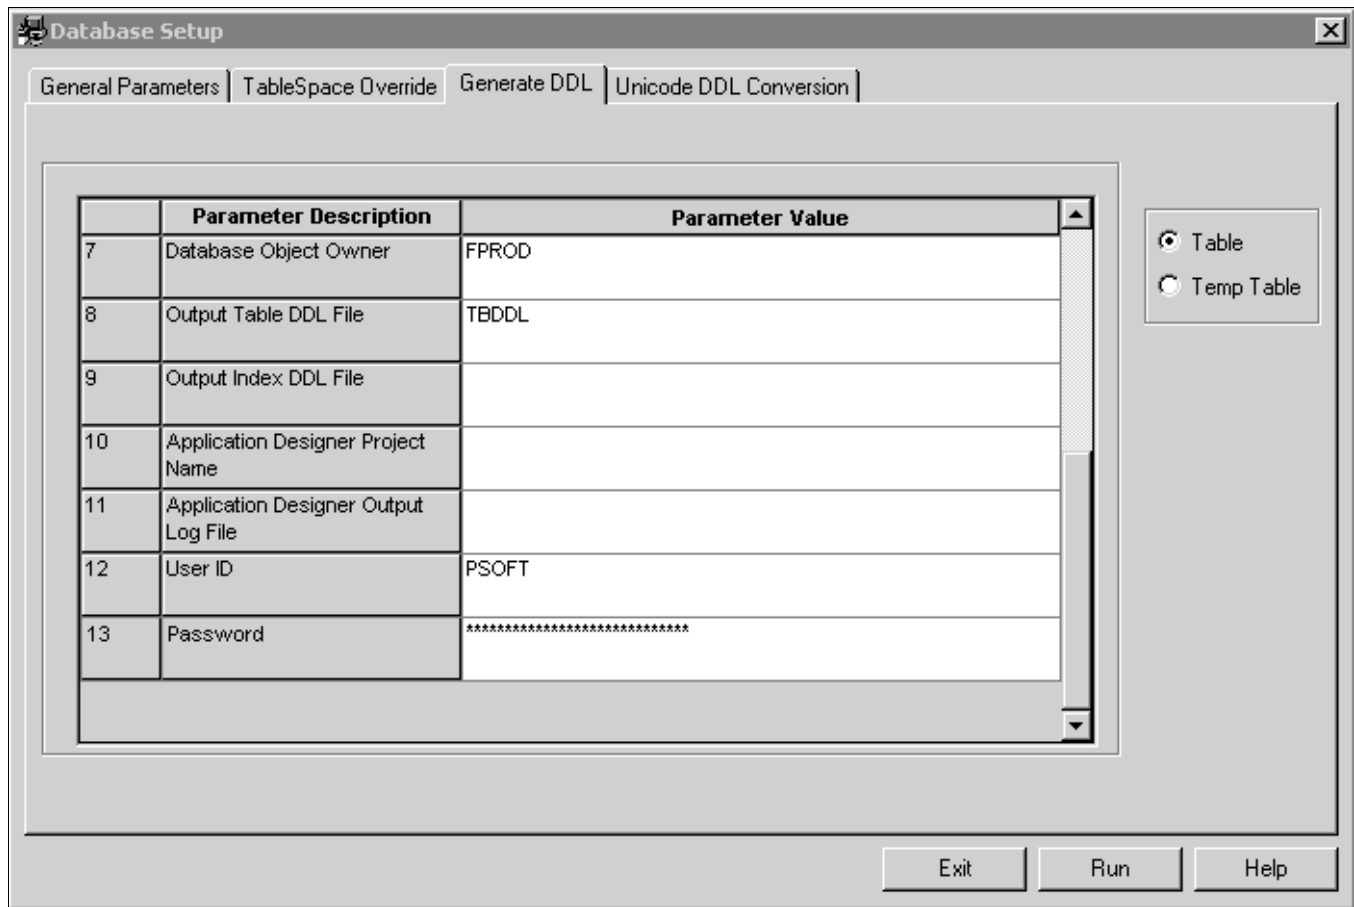 Database Setup
General Parameters
TableSpace Override
Generate DDL
Unicode DDL Conversion
Parameter Description
Parameter Value
7
Database Object Owner
FPROD
8
Output Table DDL File
TBDDL
9
Output Index DDL File
10
Application Designer Project
Name
11
Application Designer Output
Log File
12
User ID
PSOFT
13
Password
*****************************
Table
Temp Table
Exit
Run
Help